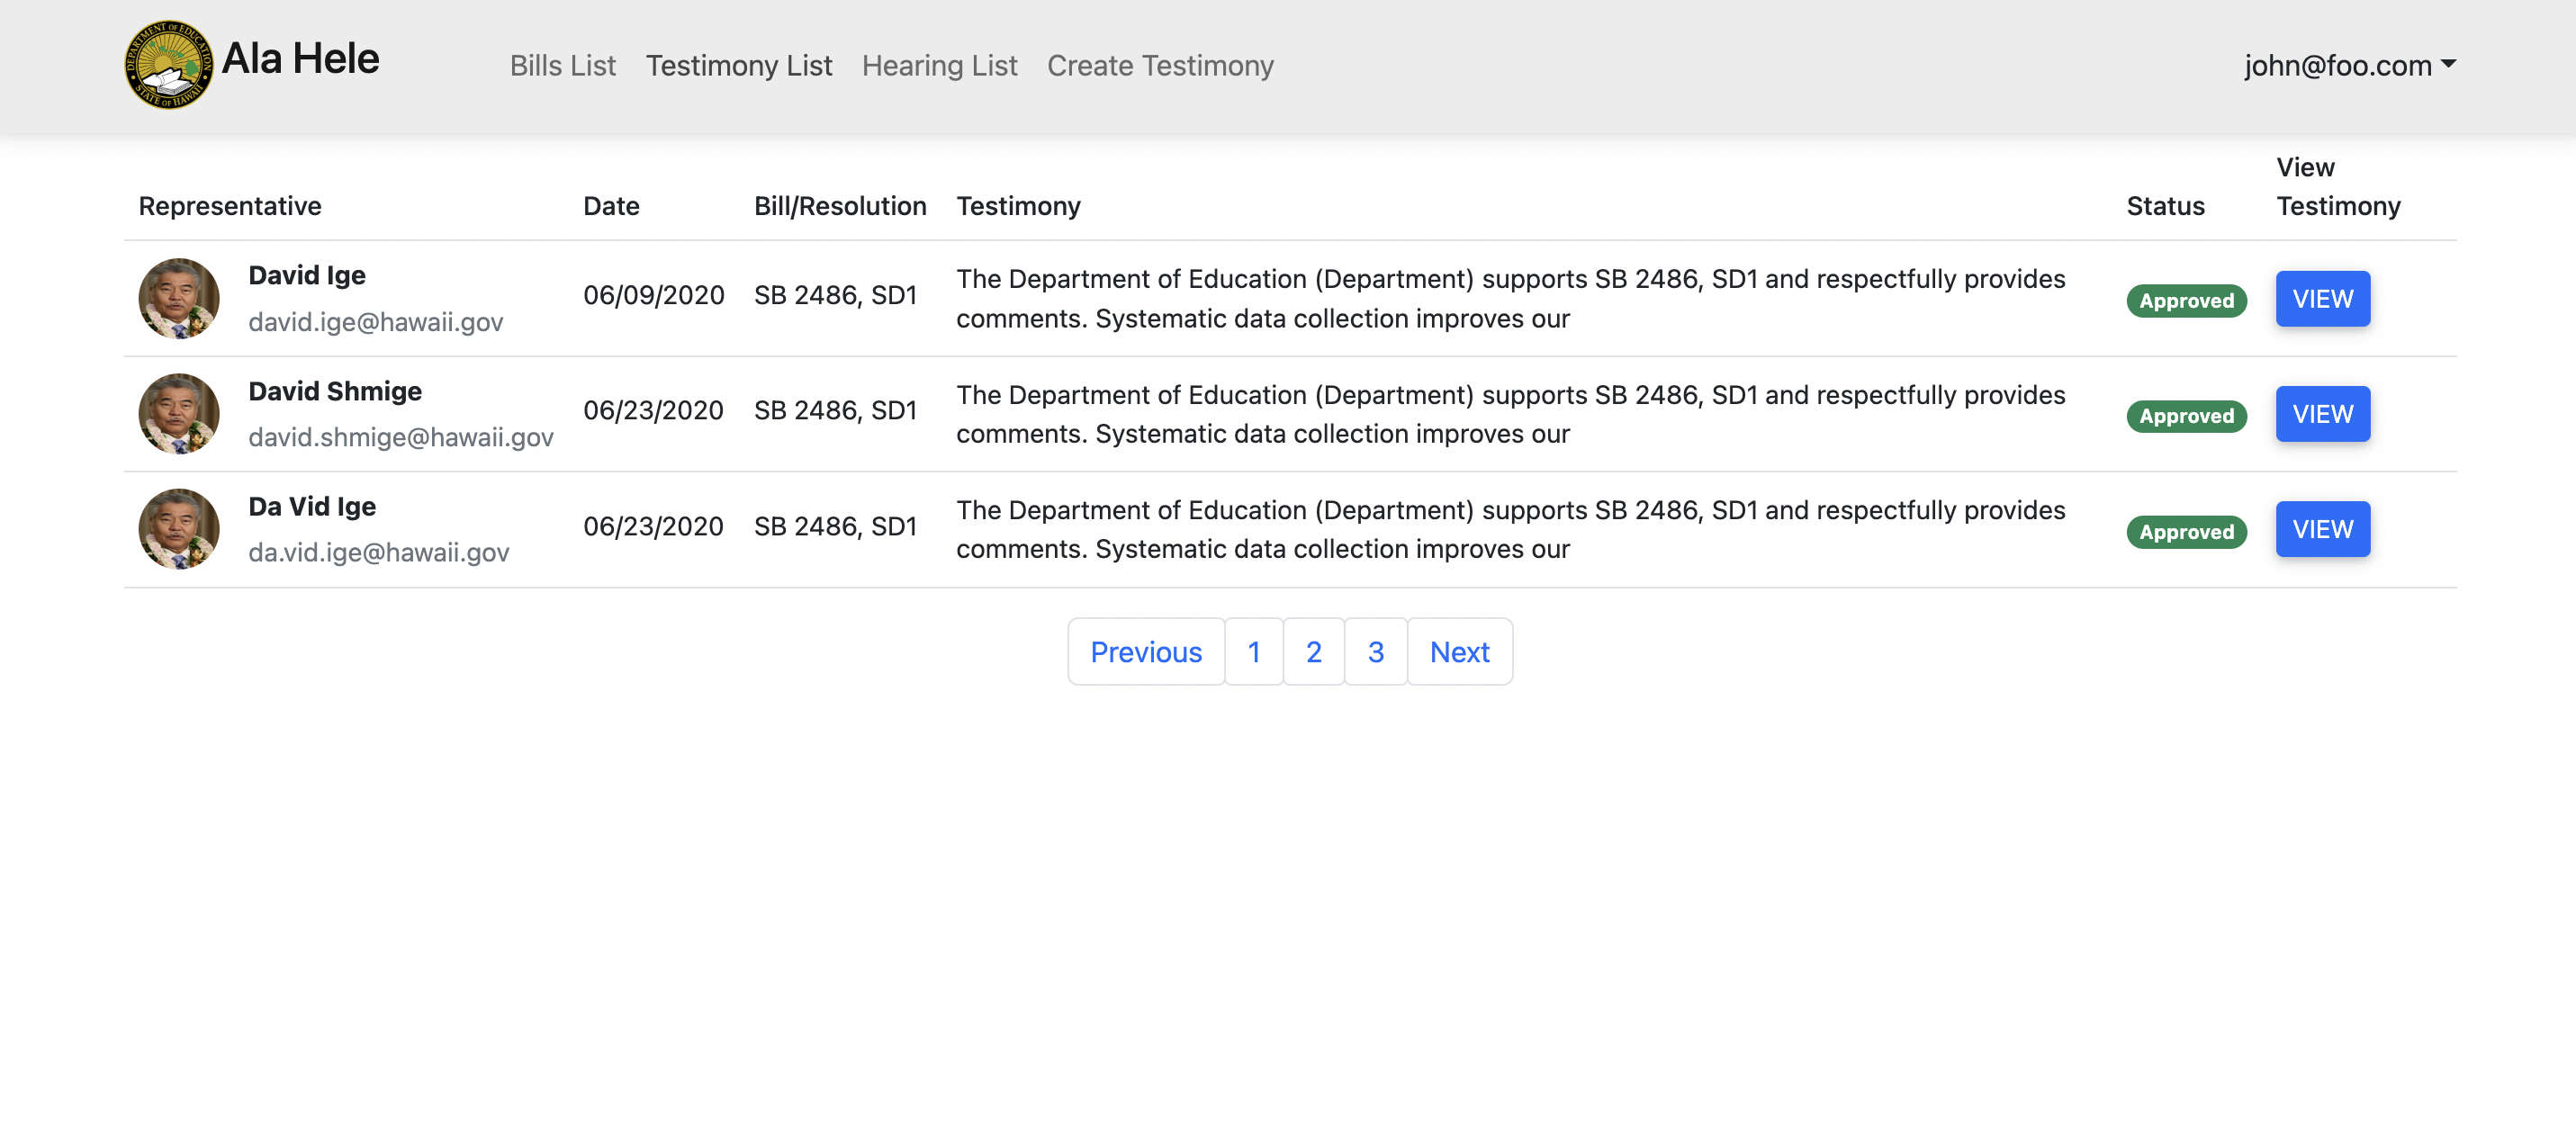 DEPARTMENT OF EDUCATION
STATE OF HAWAII
Ala Hele
Bills List
Testimony List
Hearing List
Create Testimony
john@foo.com
Representative
Date
Bill/Resolution
Testimony
Status
View
Testimony
David Ige
david.ige@hawaii.gov
06/09/2020
SB 2486, SD1
The Department of Education (Department) supports SB 2486, SD1 and respectfully provides
comments. Systematic data collection improves our
Approved
VIEW
David Shmige
david.shmige@hawaii.gov
06/23/2020
SB 2486, SD1
The Department of Education (Department) supports SB 2486, SD1 and respectfully provides
comments. Systematic data collection improves our
Approved
VIEW
Da Vid Ige
da.vid.ige@hawaii.gov
06/23/2020
SB 2486, SD1
The Department of Education (Department) supports SB 2486, SD1 and respectfully provides
comments. Systematic data collection improves our
Approved
VIEW
Previous
1
2
3
Next